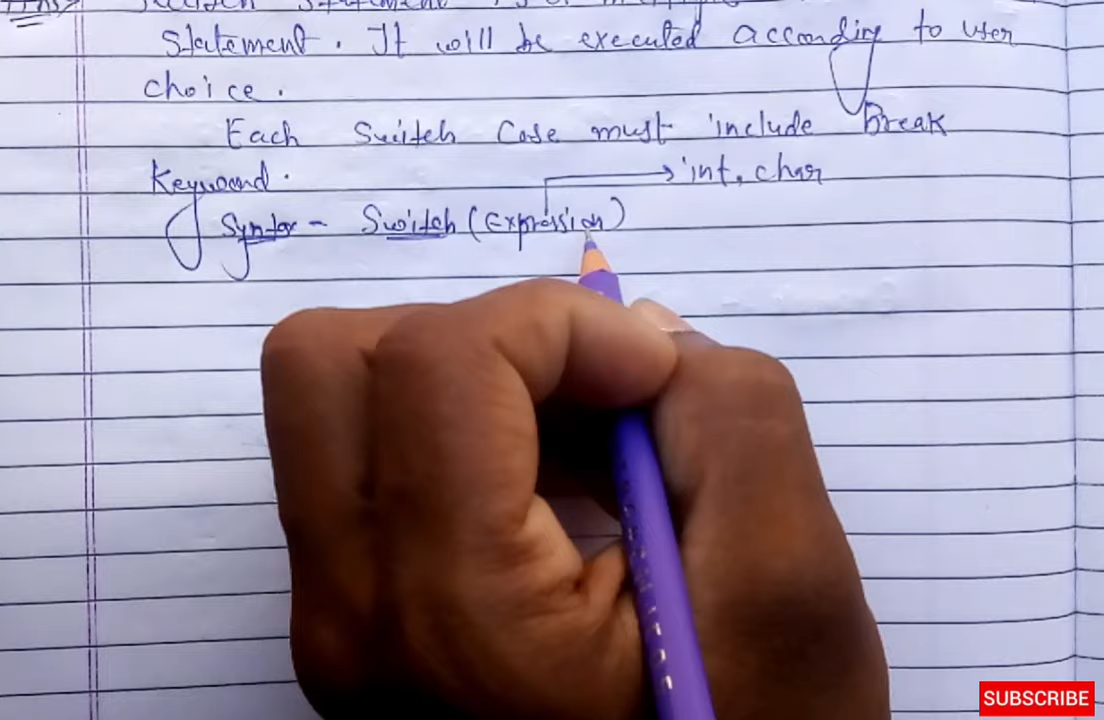 Ans>
Statement. It will be executed according to user
choice.
Each Switch Case must include Break
Keyword.
int, char
Syntax - Switch (Expression)
SUBSCRIBE